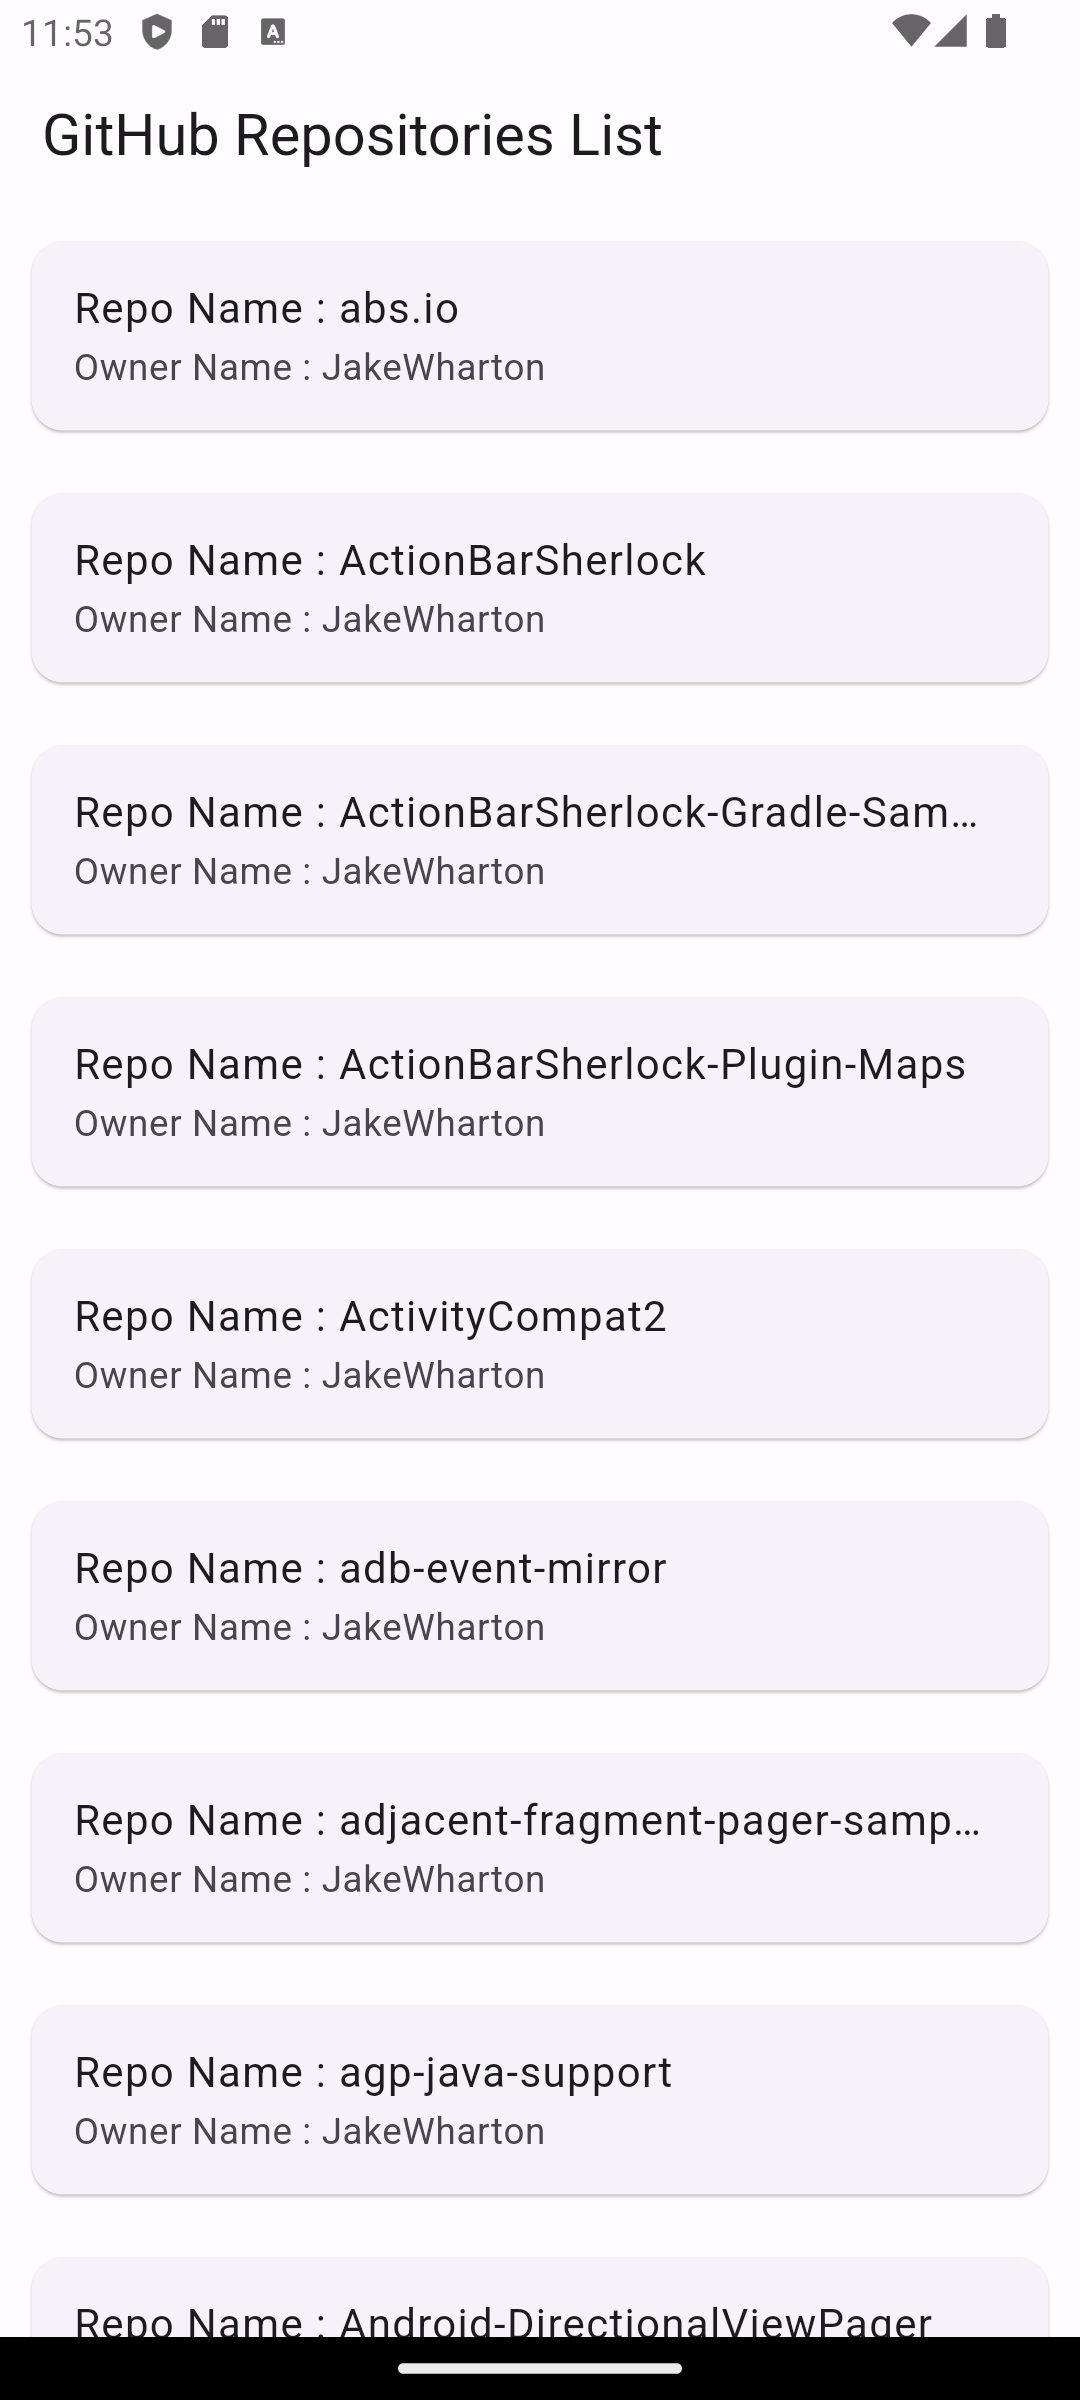 11:53
GitHub Repositories List
Repo Name : abs.io
Owner Name : JakeWharton
Repo Name : ActionBarSherlock
Owner Name : JakeWharton
Repo Name : ActionBarSherlock-Gradle-Sam…
Owner Name : JakeWharton
Repo Name : ActionBarSherlock-Plugin-Maps
Owner Name : JakeWharton
Repo Name : ActivityCompat2
Owner Name : JakeWharton
Repo Name : adb-event-mirror
Owner Name : JakeWharton
Repo Name : adjacent-fragment-pager-samp…
Owner Name : JakeWharton
Repo Name : agp-java-support
Owner Name : JakeWharton
Repo Name : Android-DirectionalViewPager